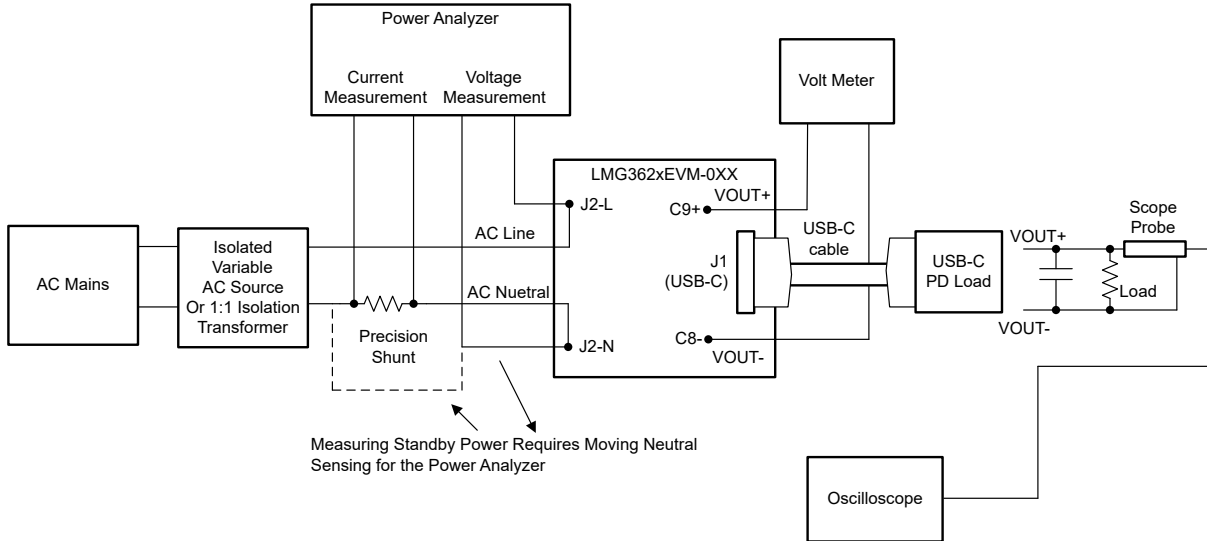 Power Analyzer
Current
Measurement
Voltage
Measurement
Volt Meter
LMG362xEVM-0XX
VOUT+
J2-L
C9+
AC Line
USB-C
cable
J1
(USB-C)
AC Mains
Isolated
Variable
AC Source
Or 1:1 Isolation
Transformer
AC Nuetral
Precision
Shunt
J2-N
C8-
VOUT-
USB-C
PD Load
VOUT+
Scope
Probe
Load
VOUT-
Measuring Standby Power Requires Moving Neutral
Sensing for the Power Analyzer
Oscilloscope